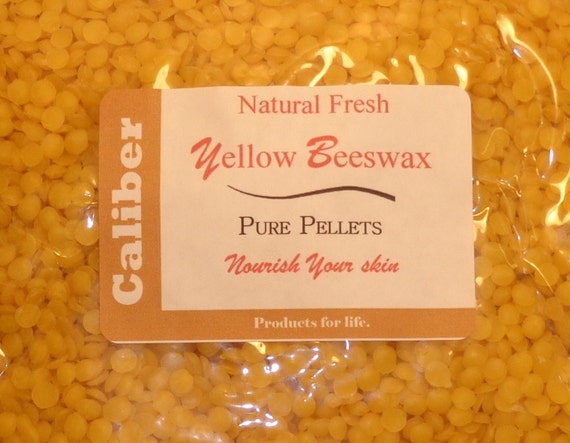 Caliber
Natural Fresh
Yellow Beeswax
PURE PELLETS
Nourish Your skin
Products for life.